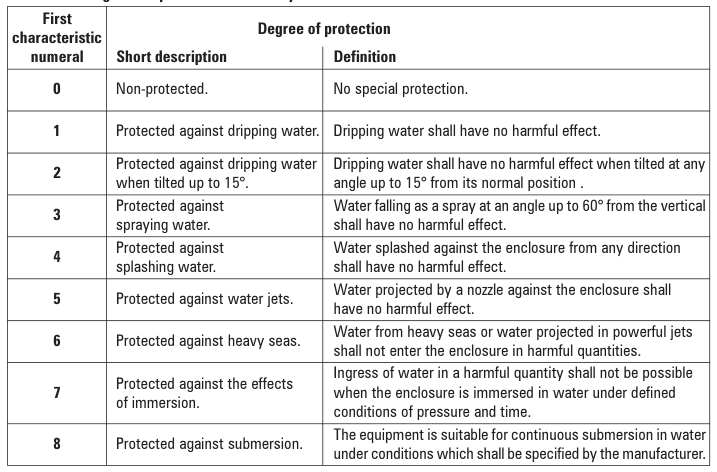 First
characteristic
numeral
Degree of protection
Short description
Definition
0
Non-protected.
No special protection.
1
Protected against dripping water.
Dripping water shall have no harmful effect.
2
Protected against dripping water
when tilted up to 15°.
Dripping water shall have no harmful effect when tilted at any
angle up to 15° from its normal position .
3
Protected against
spraying water.
Water falling as a spray at an angle up to 60° from the vertical
shall have no harmful effect.
4
Protected against
splashing water.
Water splashed against the enclosure from any direction
shall have no harmful effect.
5
Protected against water jets.
Water projected by a nozzle against the enclosure shall
have no harmful effect.
6
Protected against heavy seas.
Water from heavy seas or water projected in powerful jets
shall not enter the enclosure in harmful quantities.
7
Protected against the effects
of immersion.
Ingress of water in a harmful quantity shall not be possible
when the enclosure is immersed in water under defined
conditions of pressure and time.
8
Protected against submersion.
The equipment is suitable for continuous submersion in water
under conditions which shall be specified by the manufacturer.